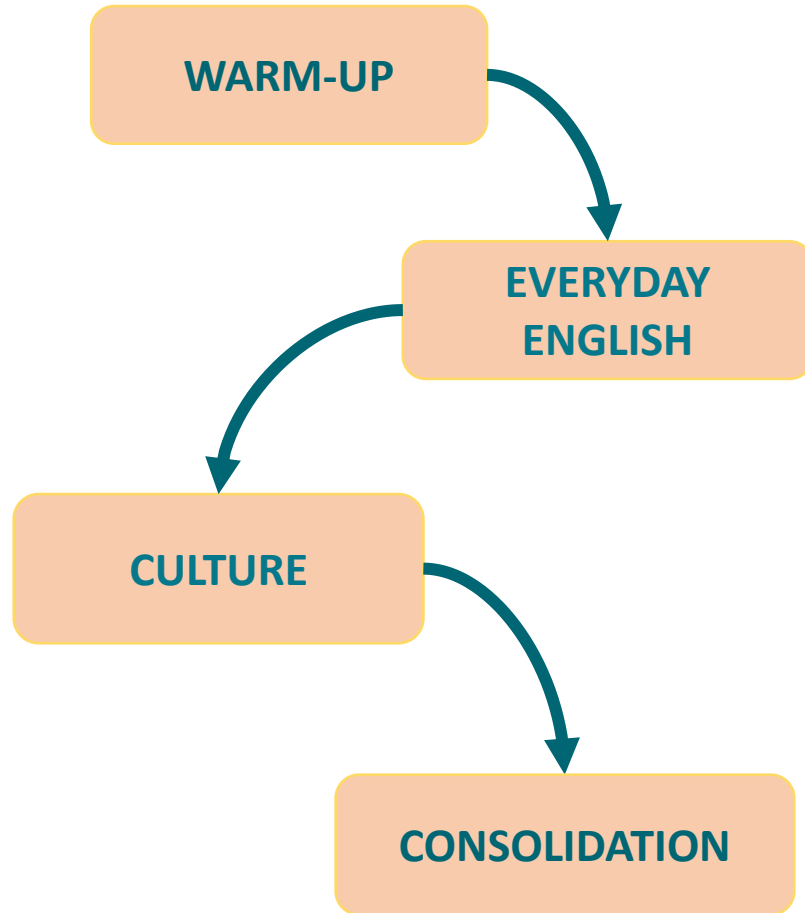 WARM-UP
EVERYDAY
ENGLISH
CULTURE
CONSOLIDATION